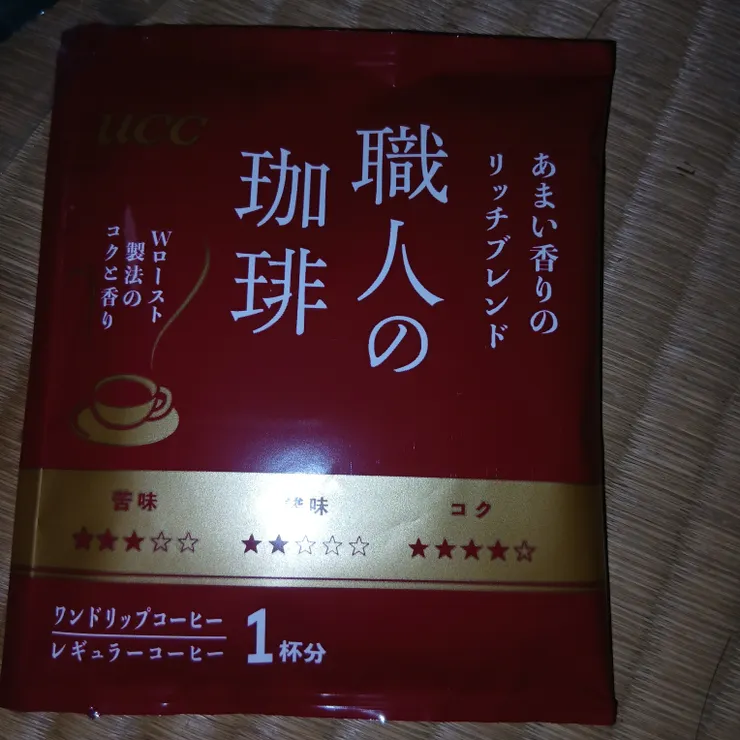 ucc
あまい香りの
リッチブレンド
職人の
珈琲
Wロースト
製法の
コクと香り
苦味
★★★☆☆
味
★★☆☆☆
コク
★★★★☆
ワンドリップコーヒー
レギュラーコーヒー
1杯分